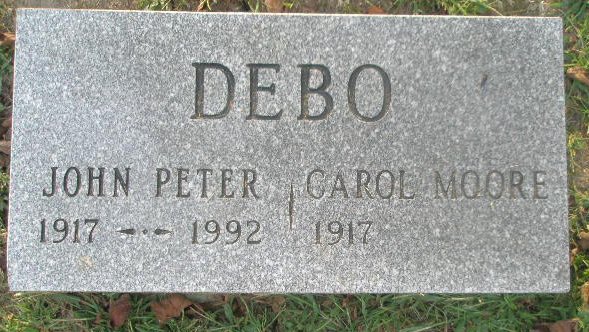 DEBO
JOHN PETER CAROL MOORE
1917 - 1992 1917